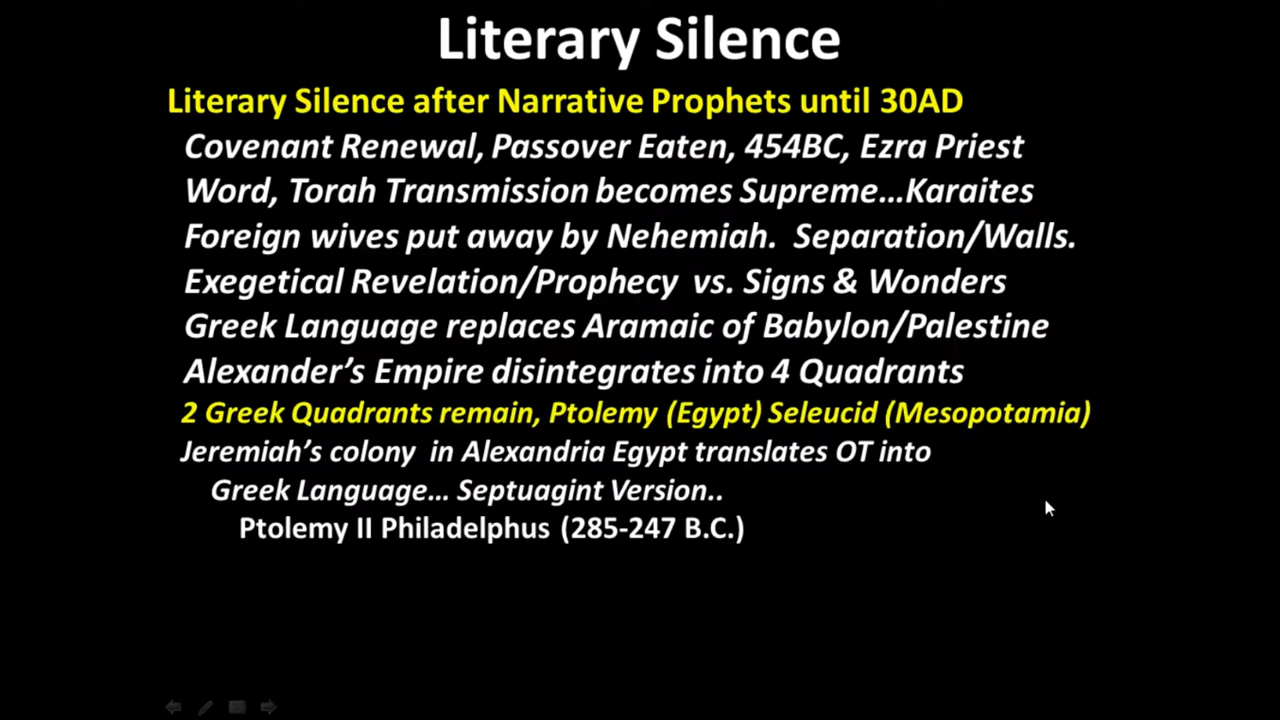 Literary Silence
Literary Silence after Narrative Prophets until 30AD
Covenant Renewal, Passover Eaten, 454BC, Ezra Priest
Word, Torah Transmission becomes Supreme…Karaites
Foreign wives put away by Nehemiah.  Separation/Walls.
Exegetical Revelation/Prophecy  vs. Signs & Wonders
Greek Language replaces Aramaic of Babylon/Palestine
Alexander’s Empire disintegrates into 4 Quadrants
2 Greek Quadrants remain, Ptolemy (Egypt) Seleucid (Mesopotamia)
Jeremiah’s colony  in Alexandria Egypt translates OT into
Greek Language… Septuagint Version..
Ptolemy II Philadelphus (285-247 B.C.)